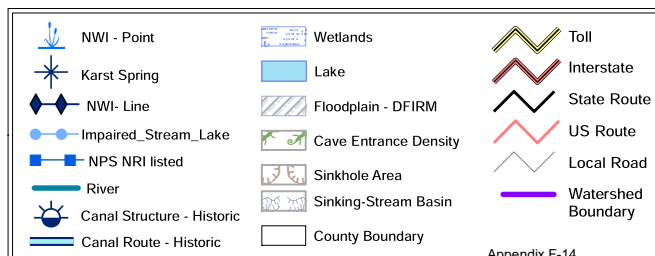 NWI - Point
Karst Spring
NWI- Line
Impaired_Stream_Lake
NPS NRI listed
River
Canal Structure - Historic
Canal Route - Historic
Wetlands
Lake
Floodplain - DFIRM
Cave Entrance Density
Sinkhole Area
Sinking-Stream Basin
County Boundary
Toll
Interstate
State Route
US Route
Local Road
Watershed
Boundary
Appendix F-14